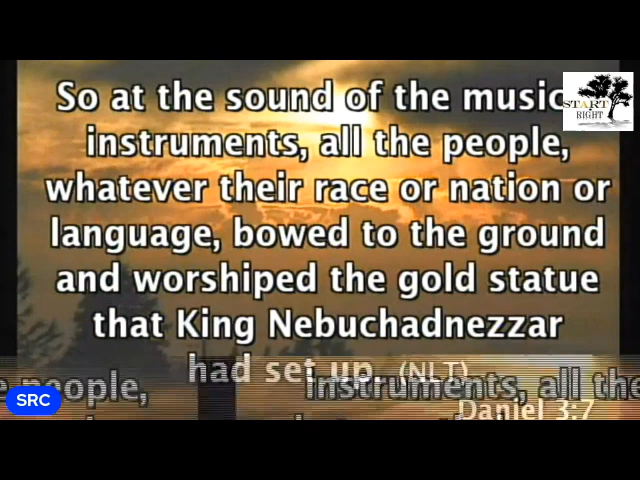 So at the sound of the music
instruments, all the people,
whatever their race or nation or
language, bowed to the ground
and worshiped the gold statue
that King Nebuchadnezzar
had set up. (NLT)
Daniel 3:7
e people,
instruments, all the
START
RIGHT
SRC